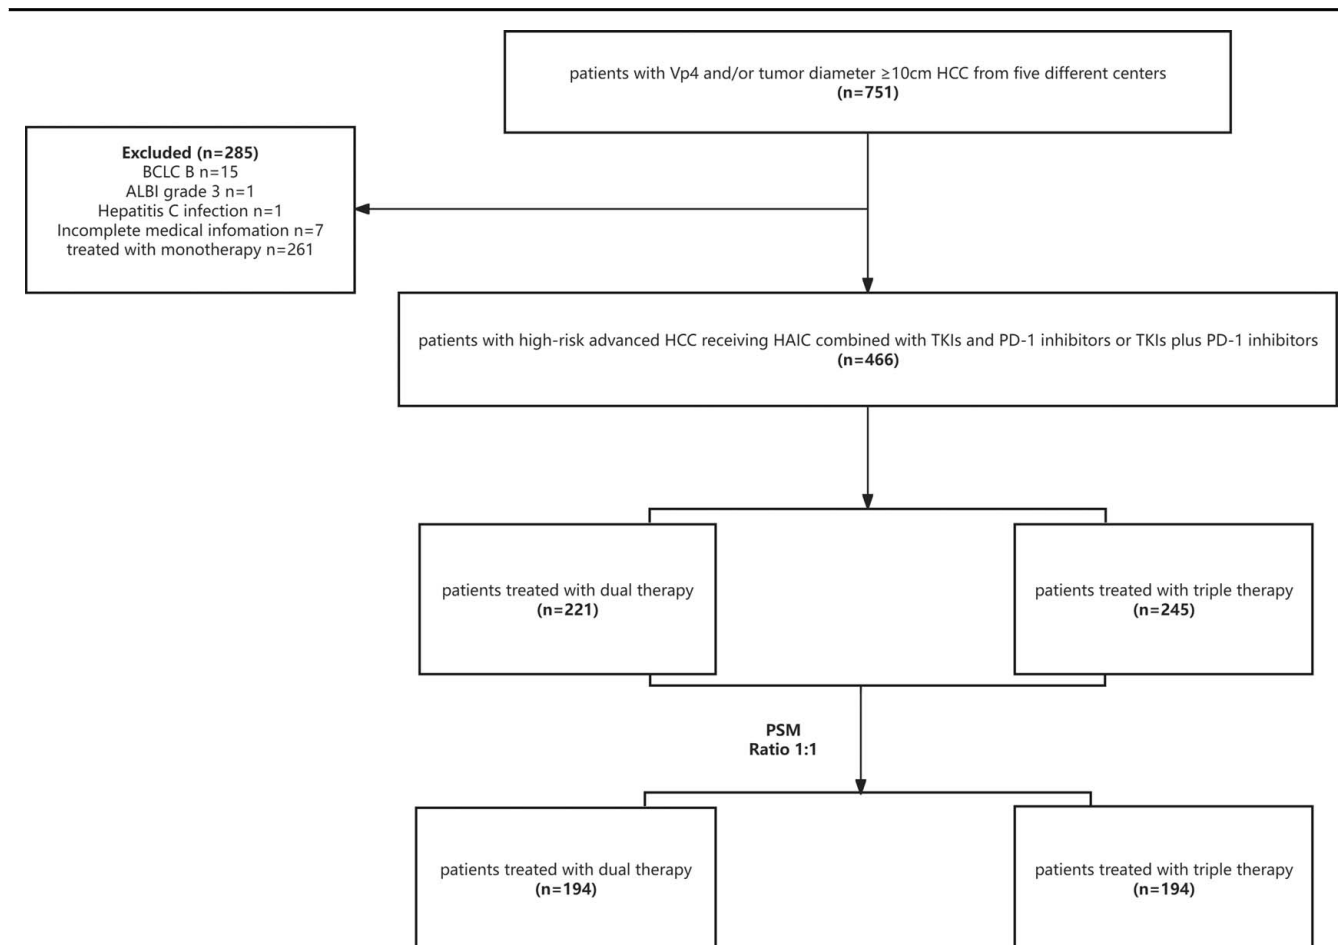 patients with Vp4 and/or tumor diameter ≥10cm HCC from five different centers
(n=751)
Excluded (n=285)
BCLC B n=15
ALBI grade 3 n=1
Hepatitis C infection n=1
Incomplete medical infomation n=7
treated with monotherapy n=261
patients with high-risk advanced HCC receiving HAIC combined with TKIs and PD-1 inhibitors or TKIs plus PD-1 inhibitors
(n=466)
patients treated with dual therapy
(n=221)
patients treated with triple therapy
(n=245)
PSM
Ratio 1:1
patients treated with dual therapy
(n=194)
patients treated with triple therapy
(n=194)